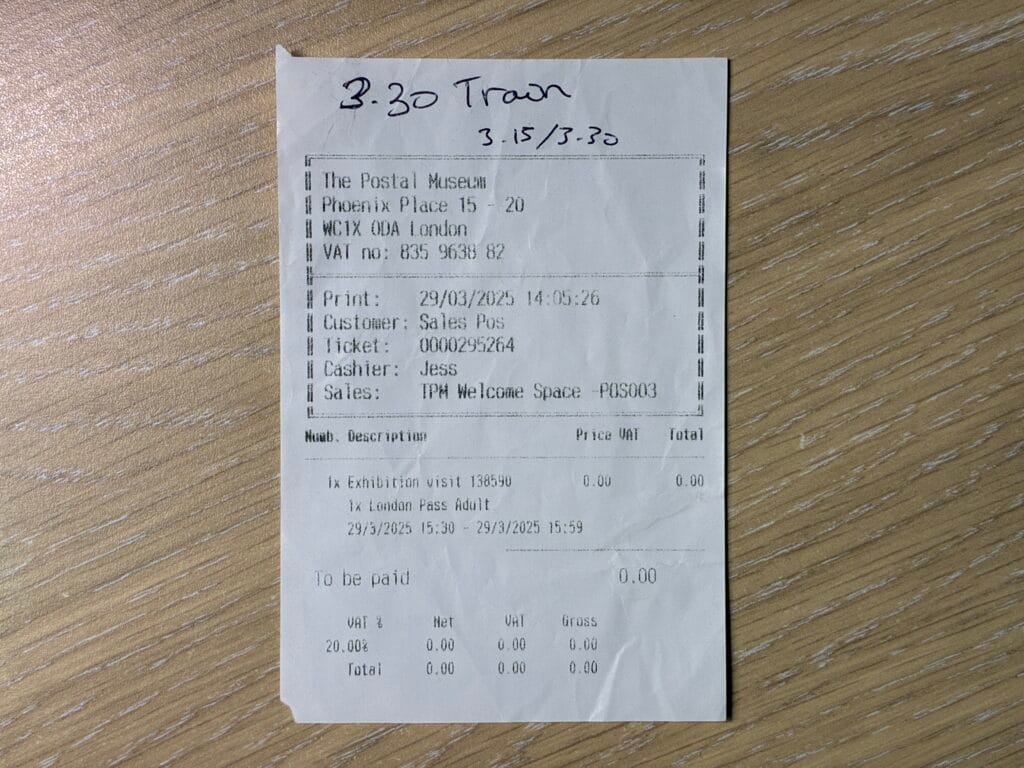 3.30 Train
3.15/3.30
The Postal Museum
Phoenix Place 15 - 20
WC1X 0DA London
VAT no: 835 9638 82
Print: 29/03/2025 14:05:26
Customer: Sales Pos
Ticket: 0000295264
Cashier: Jess
Sales: TPM Welcome Space -POS003
Numb. Description Price VAT Total
1x Exhibition visit 138590 0.00 0.00
1x London Pass Adult
29/3/2025 15:30 - 29/3/2025 15:59
To be paid 0.00
VAT % Net VAT Gross
20.00% 0.00 0.00 0.00
Total 0.00 0.00 0.00